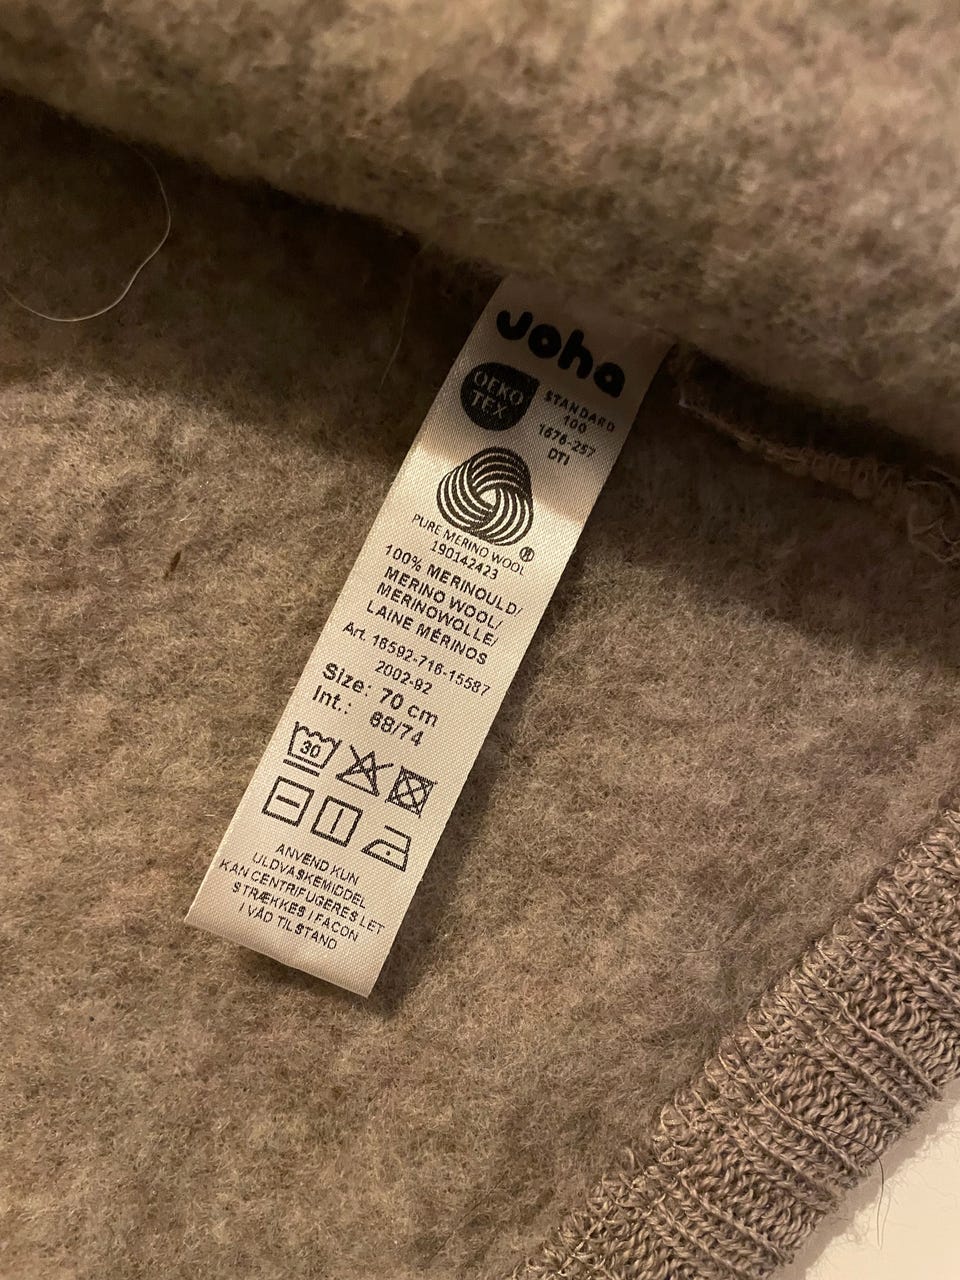 Joha
OEKO
TEX
STANDARD
100
1676-257
DTI
PURE MERINO WOOL ®
190142423
100% MERINOULD/
MERINO WOOL/
MERINOWOLLE/
LAINE MÉRINOS
Art. 16592-716-15587
2002-92
Size: 70 cm
Int.: 68/74
30
ANVEND KUN
ULDVASKEMIDDEL
KAN CENTRIFUGERES LET
STRÆKKES I FACON
I VÅD TILSTAND